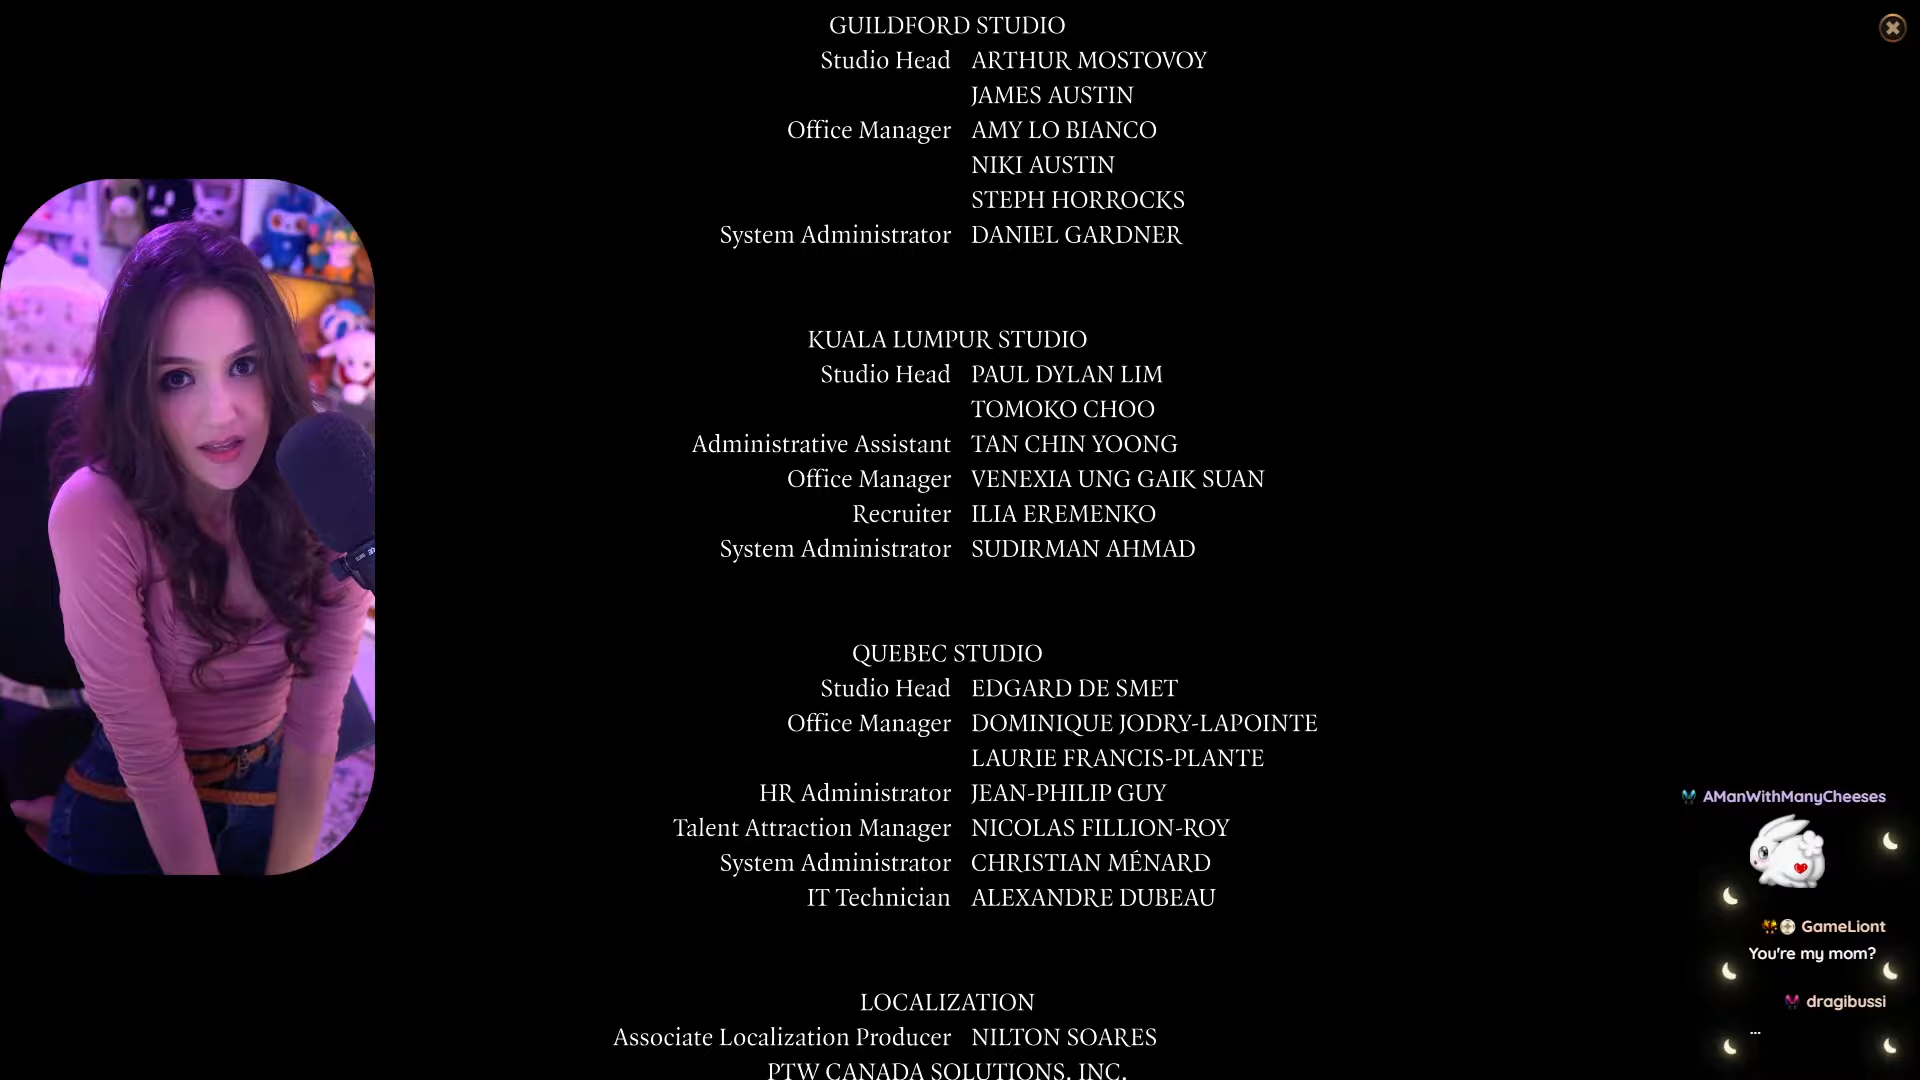 GUILDFORD STUDIO
Studio Head ARTHUR MOSTOVOY
JAMES AUSTIN
Office Manager AMY LO BIANCO
NIKI AUSTIN
STEPH HORROCKS
System Administrator DANIEL GARDNER
KUALA LUMPUR STUDIO
Studio Head PAUL DYLAN LIM
TOMOKO CHOO
Administrative Assistant TAN CHIN YOONG
Office Manager VENEXIA UNG GAIK SUAN
Recruiter ILIA EREMENKO
System Administrator SUDIRMAN AHMAD
QUEBEC STUDIO
Studio Head EDGARD DE SMET
Office Manager DOMINIQUE JODRY-LAPOINTE
LAURIE FRANCIS-PLANTE
HR Administrator JEAN-PHILIP GUY
Talent Attraction Manager NICOLAS FILLION-ROY
System Administrator CHRISTIAN MÉNARD
IT Technician ALEXANDRE DUBEAU
LOCALIZATION
Associate Localization Producer NILTON SOARES
PTW CANADA SOLUTIONS, INC.
AManWithManyCheeses
GameLiont
You're my mom?
dragibussi
...